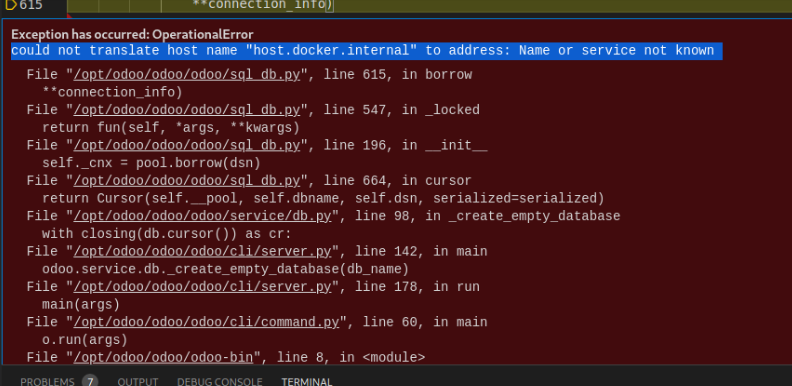 615 **connection_info)
Exception has occurred: OperationalError
could not translate host name "host.docker.internal" to address: Name or service not known
File "/opt/odoo/odoo/odoo/sql_db.py", line 615, in borrow
**connection_info)
File "/opt/odoo/odoo/odoo/sql_db.py", line 547, in _locked
return fun(self, *args, **kwargs)
File "/opt/odoo/odoo/odoo/sql_db.py", line 196, in __init__
self._cnx = pool.borrow(dsn)
File "/opt/odoo/odoo/odoo/sql_db.py", line 664, in cursor
return Cursor(self.__pool, self.dbname, self.dsn, serialized=serialized)
File "/opt/odoo/odoo/odoo/service/db.py", line 98, in _create_empty_database
with closing(db.cursor()) as cr:
File "/opt/odoo/odoo/odoo/cli/server.py", line 142, in main
odoo.service.db._create_empty_database(db_name)
File "/opt/odoo/odoo/odoo/cli/server.py", line 178, in run
main(args)
File "/opt/odoo/odoo/odoo/cli/command.py", line 60, in main
o.run(args)
File "/opt/odoo/odoo/odoo-bin", line 8, in <module>
PROBLEMS 7 OUTPUT DEBUG CONSOLE TERMINAL